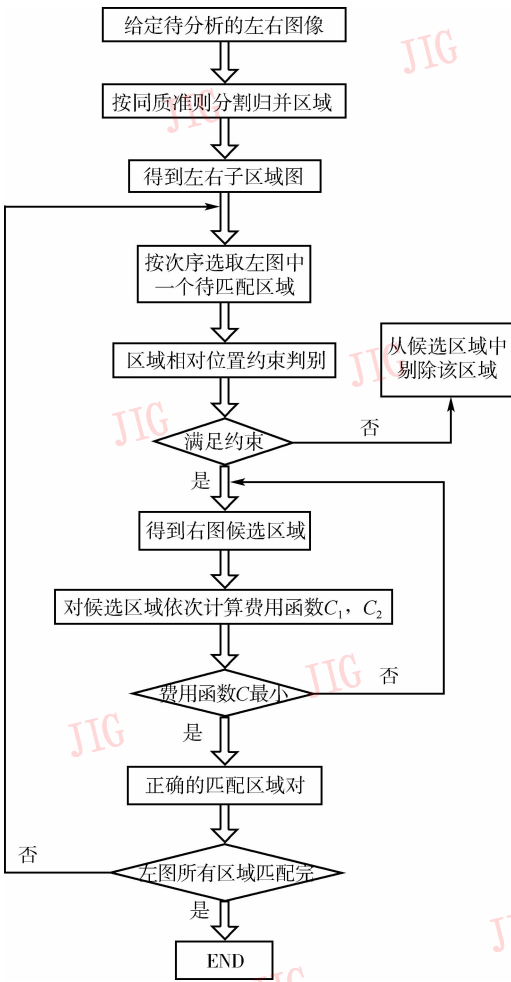 给定待分析的左右图像
JIG
按同质准则分割归并区域
JIG
得到左右子区域图
按次序选取左图中
一个待匹配区域
区域相对位置约束判别
从候选区域中
剔除该区域
JIG
JIG
满足约束
否
是
得到右图候选区域
对候选区域依次计算费用函数C₁，C₂
费用函数C最小
否
JIG
是
JIG
正确的匹配区域对
否
左图所有区域匹配完
是
END